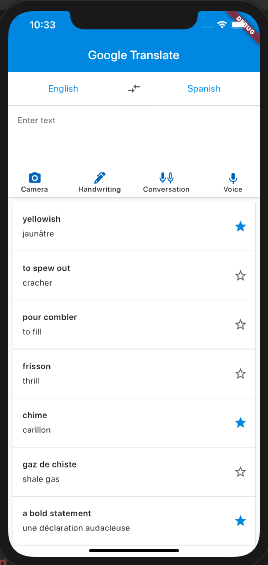 10:33
DEBUG
Google Translate
English
Spanish
Enter text
Camera
Handwriting
Conversation
Voice
yellowish
jaunâtre
to spew out
cracher
pour combler
to fill
frisson
thrill
chime
carillon
gaz de chiste
shale gas
a bold statement
une déclaration audacieuse